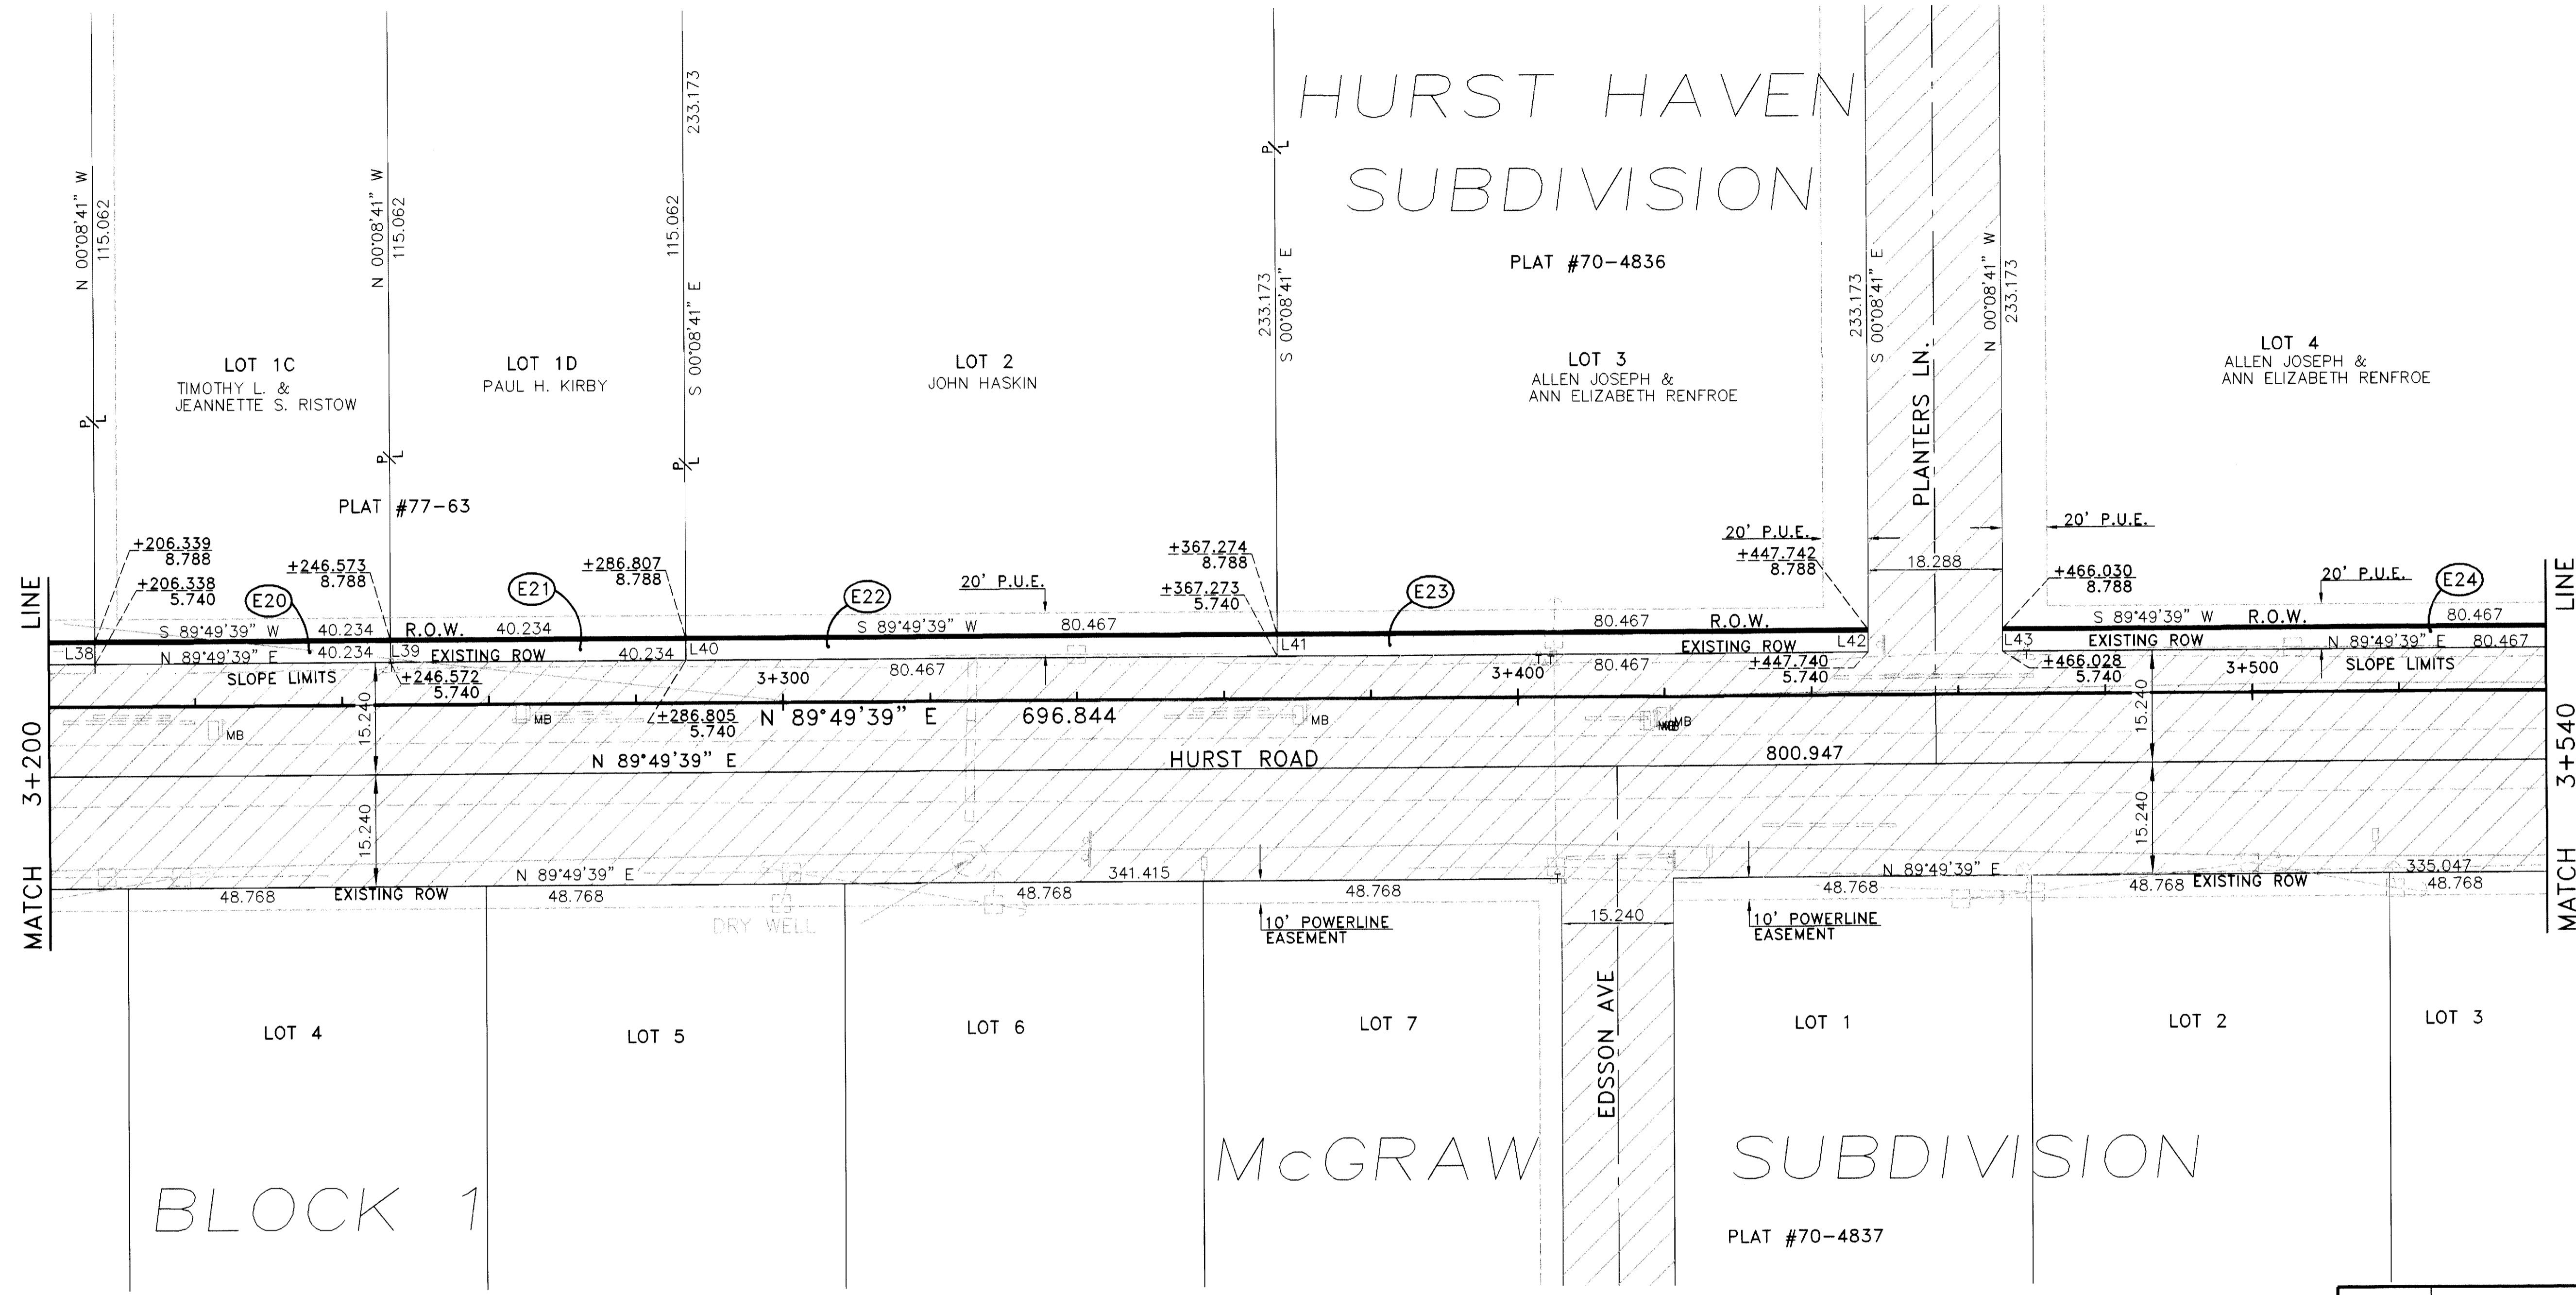 HURST HAVEN
SUBDIVISION
PLAT #70-4836
N 00°08'41" W
115.062
N 00°08'41" W
115.062
233.173
115.062
S 00°08'41" E
P/L
233.173
S 00°08'41" E
233.173
S 00°08'41" E
N 00°08'41" W
233.173
PLANTERS LN.
LOT 1C
TIMOTHY L. &
JEANNETTE S. RISTOW
LOT 1D
PAUL H. KIRBY
LOT 2
JOHN HASKIN
LOT 3
ALLEN JOSEPH &
ANN ELIZABETH RENFROE
LOT 4
ALLEN JOSEPH &
ANN ELIZABETH RENFROE
P/L
P/L
P/L
PLAT #77-63
+206.339
8.788
+206.338
5.740
E20
+246.573
8.788
E21
+286.807
8.788
E22
20' P.U.E.
+367.274
8.788
+367.273
5.740
E23
20' P.U.E.
+447.742
8.788
18.288
20' P.U.E.
+466.030
8.788
20' P.U.E.
E24
S 89°49'39" W 40.234 R.O.W. 40.234
S 89°49'39" W 80.467
80.467 R.O.W.
S 89°49'39" W R.O.W. 80.467
L38
N 89°49'39" E 40.234
L39
EXISTING ROW
40.234
L40
80.467
L41
80.467
EXISTING ROW
L42
L43
EXISTING ROW
N 89°49'39" E 80.467
SLOPE LIMITS
+246.572
5.740
+286.805
5.740
3+300
3+400
+447.740
5.740
+466.028
5.740
3+500
SLOPE LIMITS
N 89°49'39" E 696.844
MB
MB
MB
MB
15.240
15.240
N 89°49'39" E
HURST ROAD
800.947
15.240
15.240
MATCH 3+200 LINE
MATCH 3+540 LINE
N 89°49'39" E
341.415
N 89°49'39" E
335.047
48.768
EXISTING ROW
48.768
48.768
48.768
48.768
48.768
EXISTING ROW
48.768
DRY WELL
10' POWERLINE
EASEMENT
15.240
10' POWERLINE
EASEMENT
EDSSON AVE
LOT 4
LOT 5
LOT 6
LOT 7
LOT 1
LOT 2
LOT 3
BLOCK 1
McGRAW SUBDIVISION
PLAT #70-4837